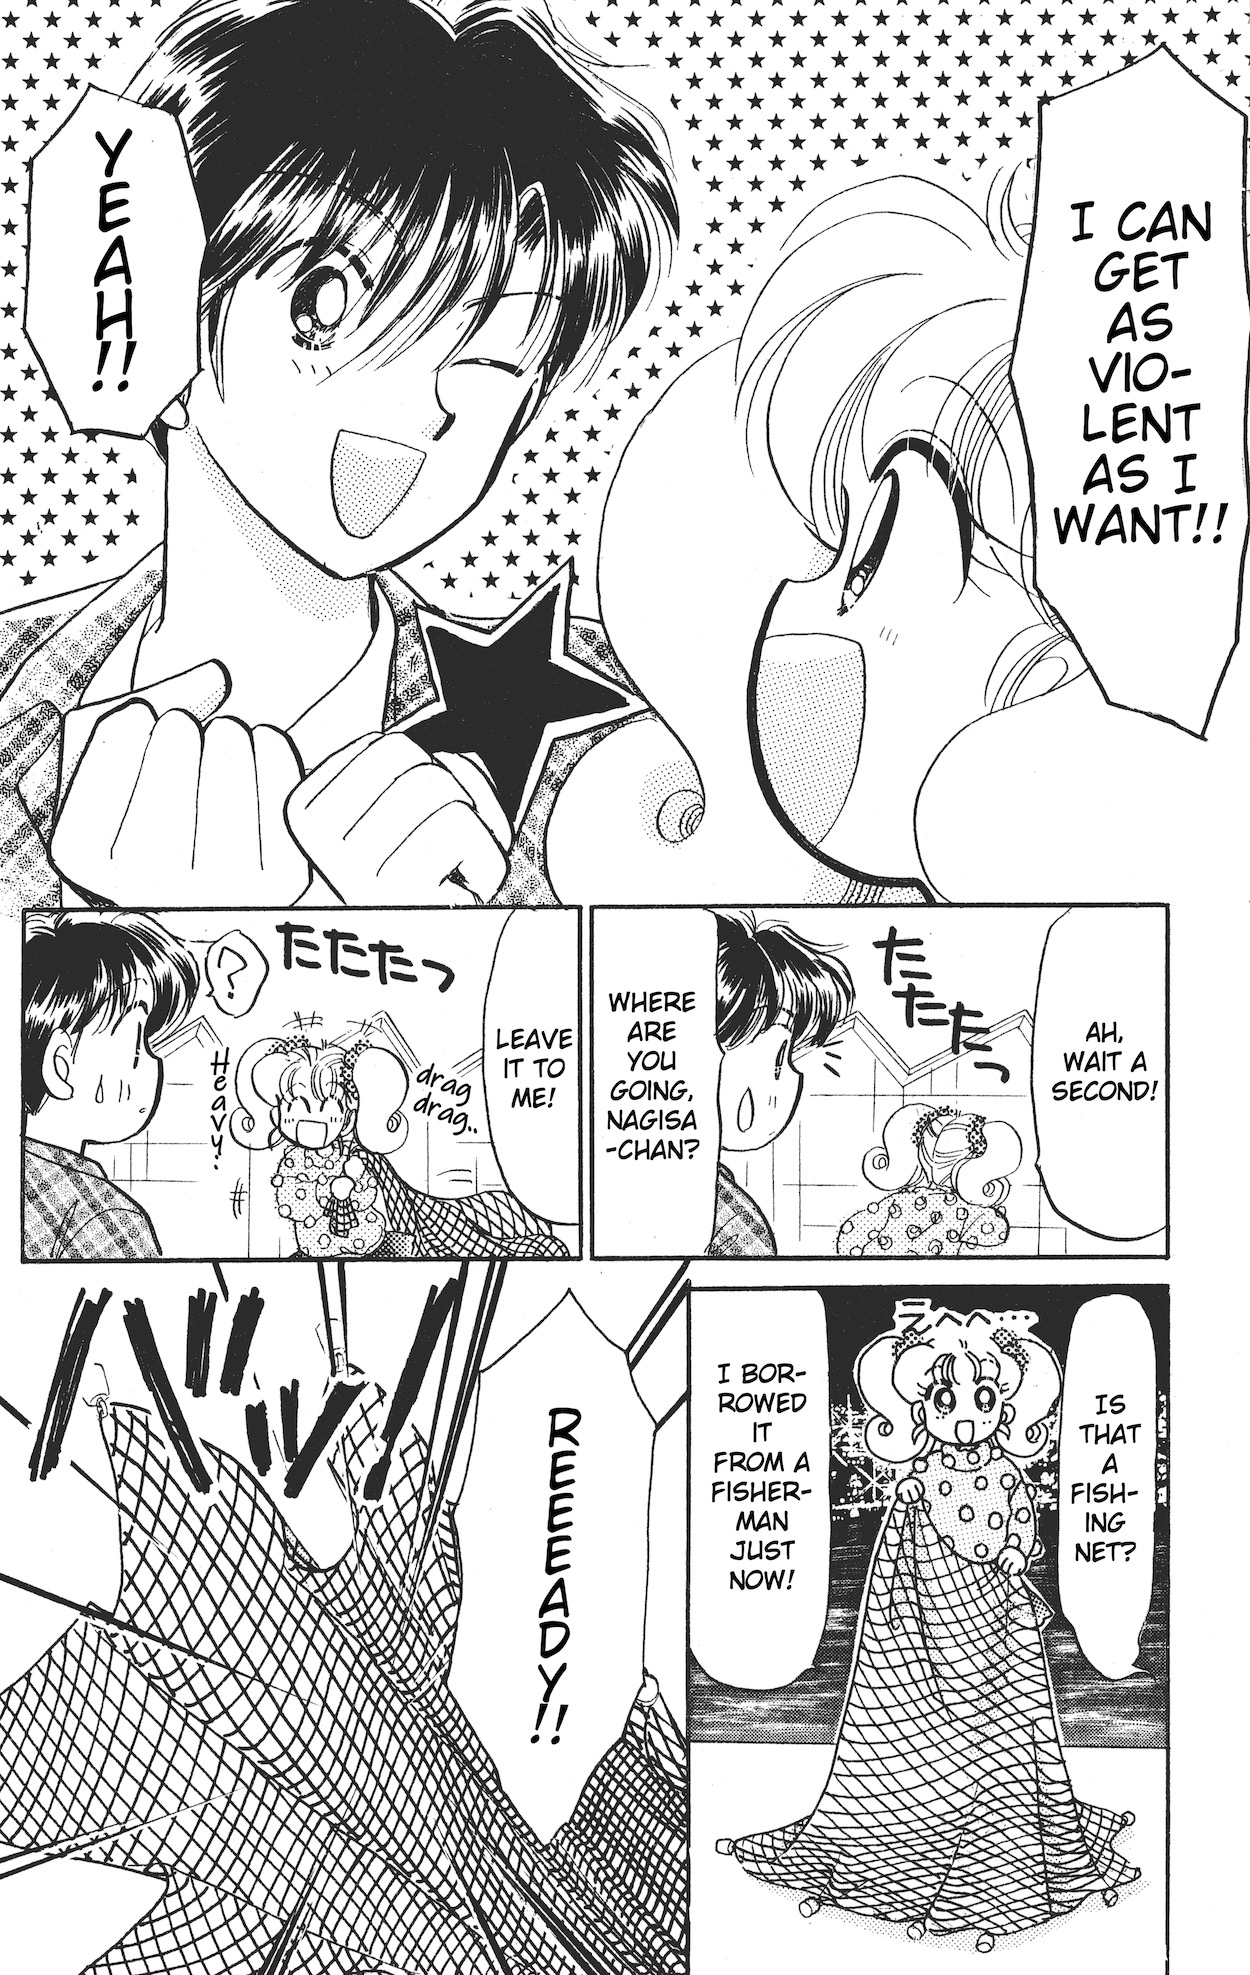 I CAN
GET
AS
VIO-
LENT
AS I
WANT!!
YEAH!!
AH,
WAIT A
SECOND!
たたたっ
WHERE
ARE
YOU
GOING,
NAGISA
-CHAN?
LEAVE
IT TO
ME!
たたたっ
drag
drag..
?
Heavy.
IS
THAT
A
FISH-
ING
NET?
えへへ…
I BOR-
ROWED
IT
FROM A
FISHER-
MAN
JUST
NOW!
REEEADY!!